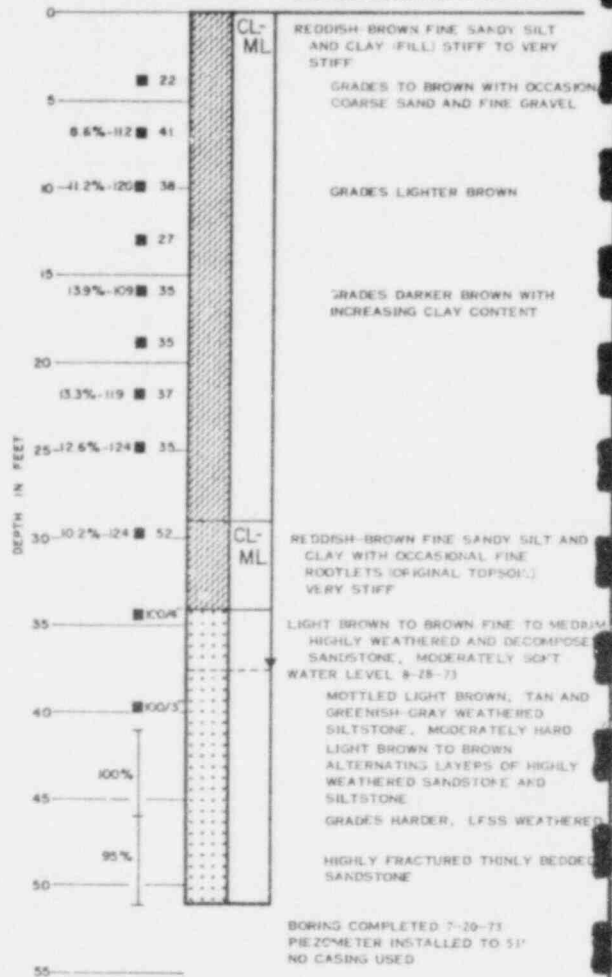 0
CL-
ML
REDDISH-BROWN FINE SANDY SILT
AND CLAY (FILL) STIFF TO VERY
STIFF
22
GRADES TO BROWN WITH OCCASION
COARSE SAND AND FINE GRAVEL
5
8.6%-112 41
10 11.2%-120 38
GRADES LIGHTER BROWN
27
15
13.9%-109 35
GRADES DARKER BROWN WITH
INCREASING CLAY CONTENT
35
20
13.3%-119 37
DEPTH IN FEET
25 12.6%-124 35
10.2%-124 52
30
CL-
ML
REDDISH-BROWN FINE SANDY SILT AND
CLAY WITH OCCASIONAL FINE
ROOTLETS (ORIGINAL TOPSOIL)
VERY STIFF
100/4"
35
LIGHT BROWN TO BROWN FINE TO MEDIUM
HIGHLY WEATHERED AND DECOMPOSE
SANDSTONE, MODERATELY SOFT
WATER LEVEL 8-28-73
100/3
40
MOTTLED LIGHT BROWN, TAN AND
GREENISH-GRAY WEATHERED
SILTSTONE, MODERATELY HARD
LIGHT BROWN TO BROWN
ALTERNATING LAYERS OF HIGHLY
WEATHERED SANDSTONE AND
SILTSTONE
100%
45
GRADES HARDER, LESS WEATHERED
95%
HIGHLY FRACTURED THINLY BEDDED
SANDSTONE
50
BORING COMPLETED 7-20-73
PIEZOMETER INSTALLED TO 51'
NO CASING USED
55